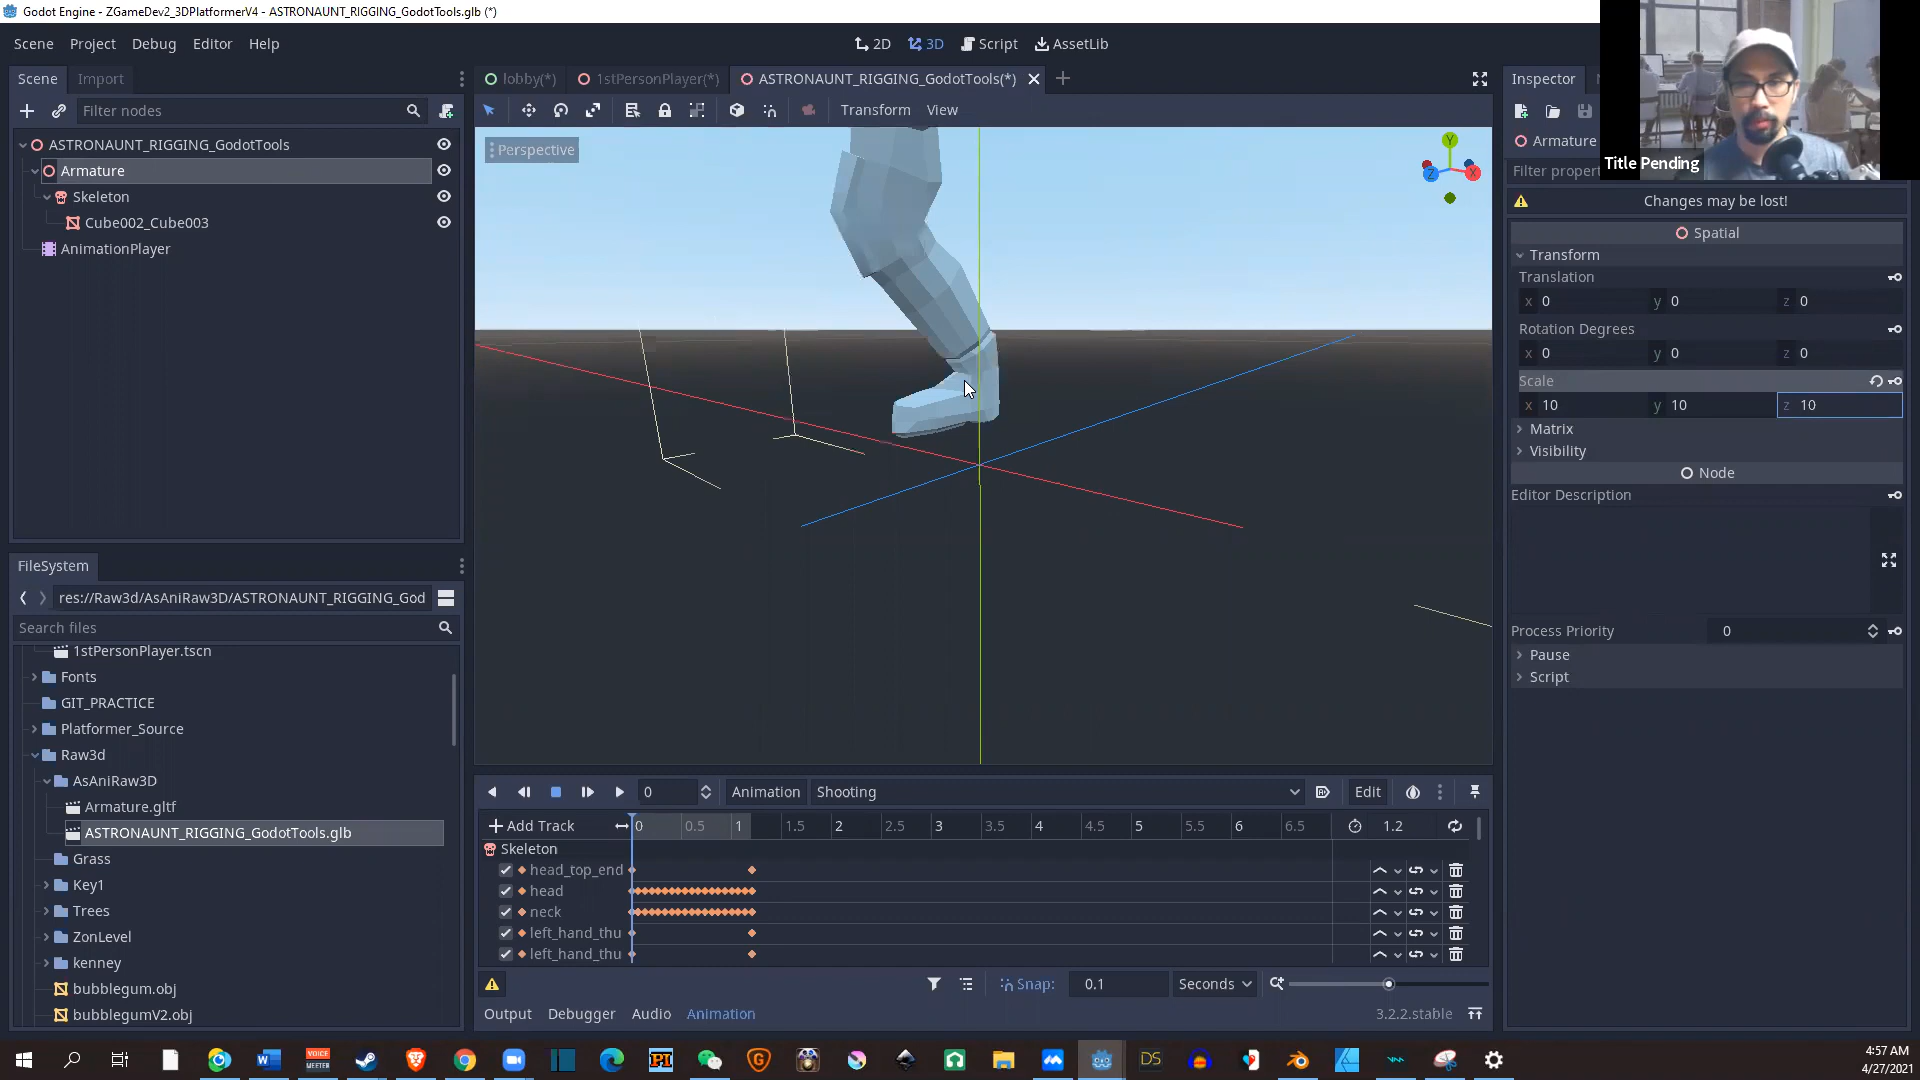 Godot Engine - ZGameDev2_3DPlatformerV4 - ASTRONAUNT_RIGGING_GodotTools.glb (*)
Scene Project Debug Editor Help
2D 3D Script AssetLib
Scene Import
lobby(*) 1stPersonPlayer(*) ASTRONAUNT_RIGGING_GodotTools(*)
Inspector
Filter nodes
Transform View
ASTRONAUNT_RIGGING_GodotTools
Armature
Skeleton
Cube002_Cube003
AnimationPlayer
Perspective
Y
Z
X
Title Pending
Armature
Filter prope
Changes may be lost!
Spatial
Transform
Translation
x 0 y 0 z 0
Rotation Degrees
x 0 y 0 z 0
Scale
x 10 y 10 z 10
Matrix
Visibility
Node
Editor Description
Process Priority 0
Pause
Script
FileSystem
res://Raw3d/AsAniRaw3D/ASTRONAUNT_RIGGING_God
Search files
1stPersonPlayer.tscn
Fonts
GIT_PRACTICE
Platformer_Source
Raw3d
AsAniRaw3D
Armature.gltf
ASTRONAUNT_RIGGING_GodotTools.glb
Grass
Key1
Trees
ZonLevel
kenney
bubblegum.obj
bubblegumV2.obj
0 Animation Shooting Edit
Add Track 0 0.5 1 1.5 2 2.5 3 3.5 4 4.5 5 5.5 6 6.5 1.2
Skeleton
head_top_end
head
neck
left_hand_thu
left_hand_thu
Snap: 0.1 Seconds
Output Debugger Audio Animation 3.2.2.stable
VOICE MEETER
DS
4:57 AM
4/27/2021